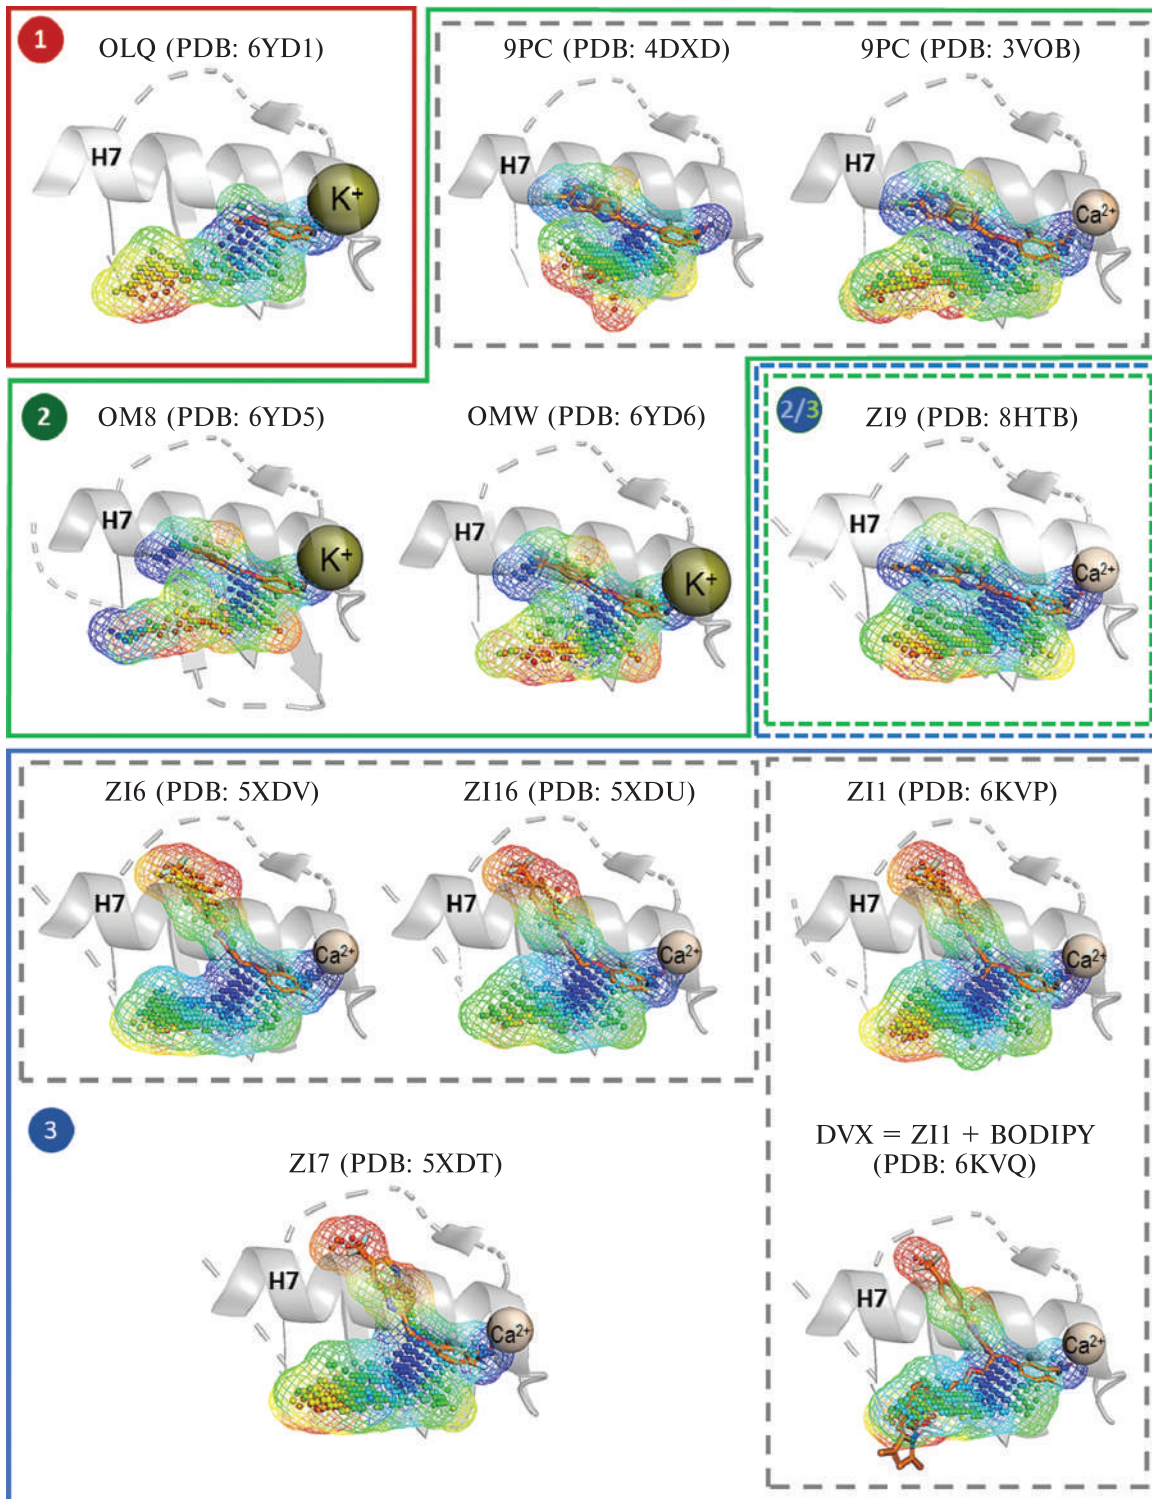 1
OLQ (PDB: 6YD1)
H7
K+
9PC (PDB: 4DXD)
H7
9PC (PDB: 3VOB)
H7
Ca2+
2
OM8 (PDB: 6YD5)
H7
K+
OMW (PDB: 6YD6)
H7
K+
2/3
ZI9 (PDB: 8HTB)
H7
Ca2+
ZI6 (PDB: 5XDV)
H7
Ca2+
ZI16 (PDB: 5XDU)
H7
Ca2+
ZI1 (PDB: 6KVP)
H7
Ca2+
3
ZI7 (PDB: 5XDT)
H7
Ca2+
DVX = ZI1 + BODIPY
(PDB: 6KVQ)
H7
Ca2+